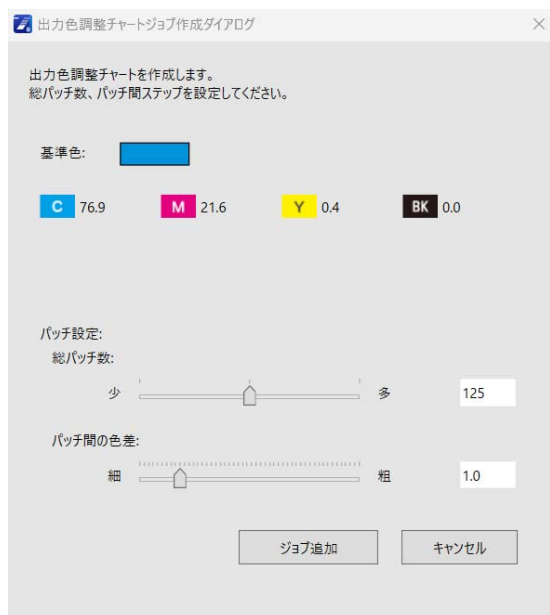 出力色調整チャートジョブ作成ダイアログ
出力色調整チャートを作成します。
総パッチ数、パッチ間ステップを設定してください。
基準色:
C 76.9 M 21.6 Y 0.4 BK 0.0
パッチ設定:
総パッチ数:
少 多 125
パッチ間の色差:
細 粗 1.0
ジョブ追加 キャンセル